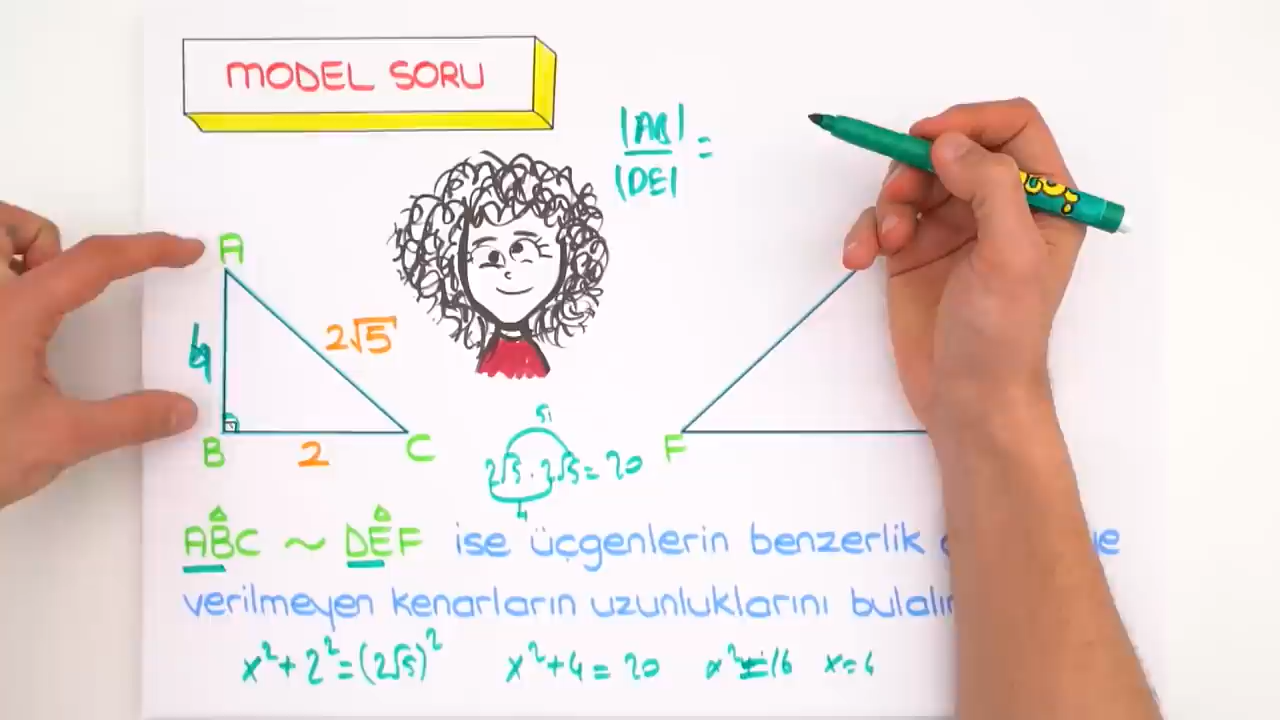 MODEL SORU
|AB|
|DE| =
A
4
2√5
B
2
C
F
5
2√5 · 2√5 = 20
4
ABC ~ DEF ise üçgenlerin benzerlik
verilmeyen kenarların uzunluklarını
x² + 2² = (2√5)² x² + 4 = 20 x² = 16 x = 4